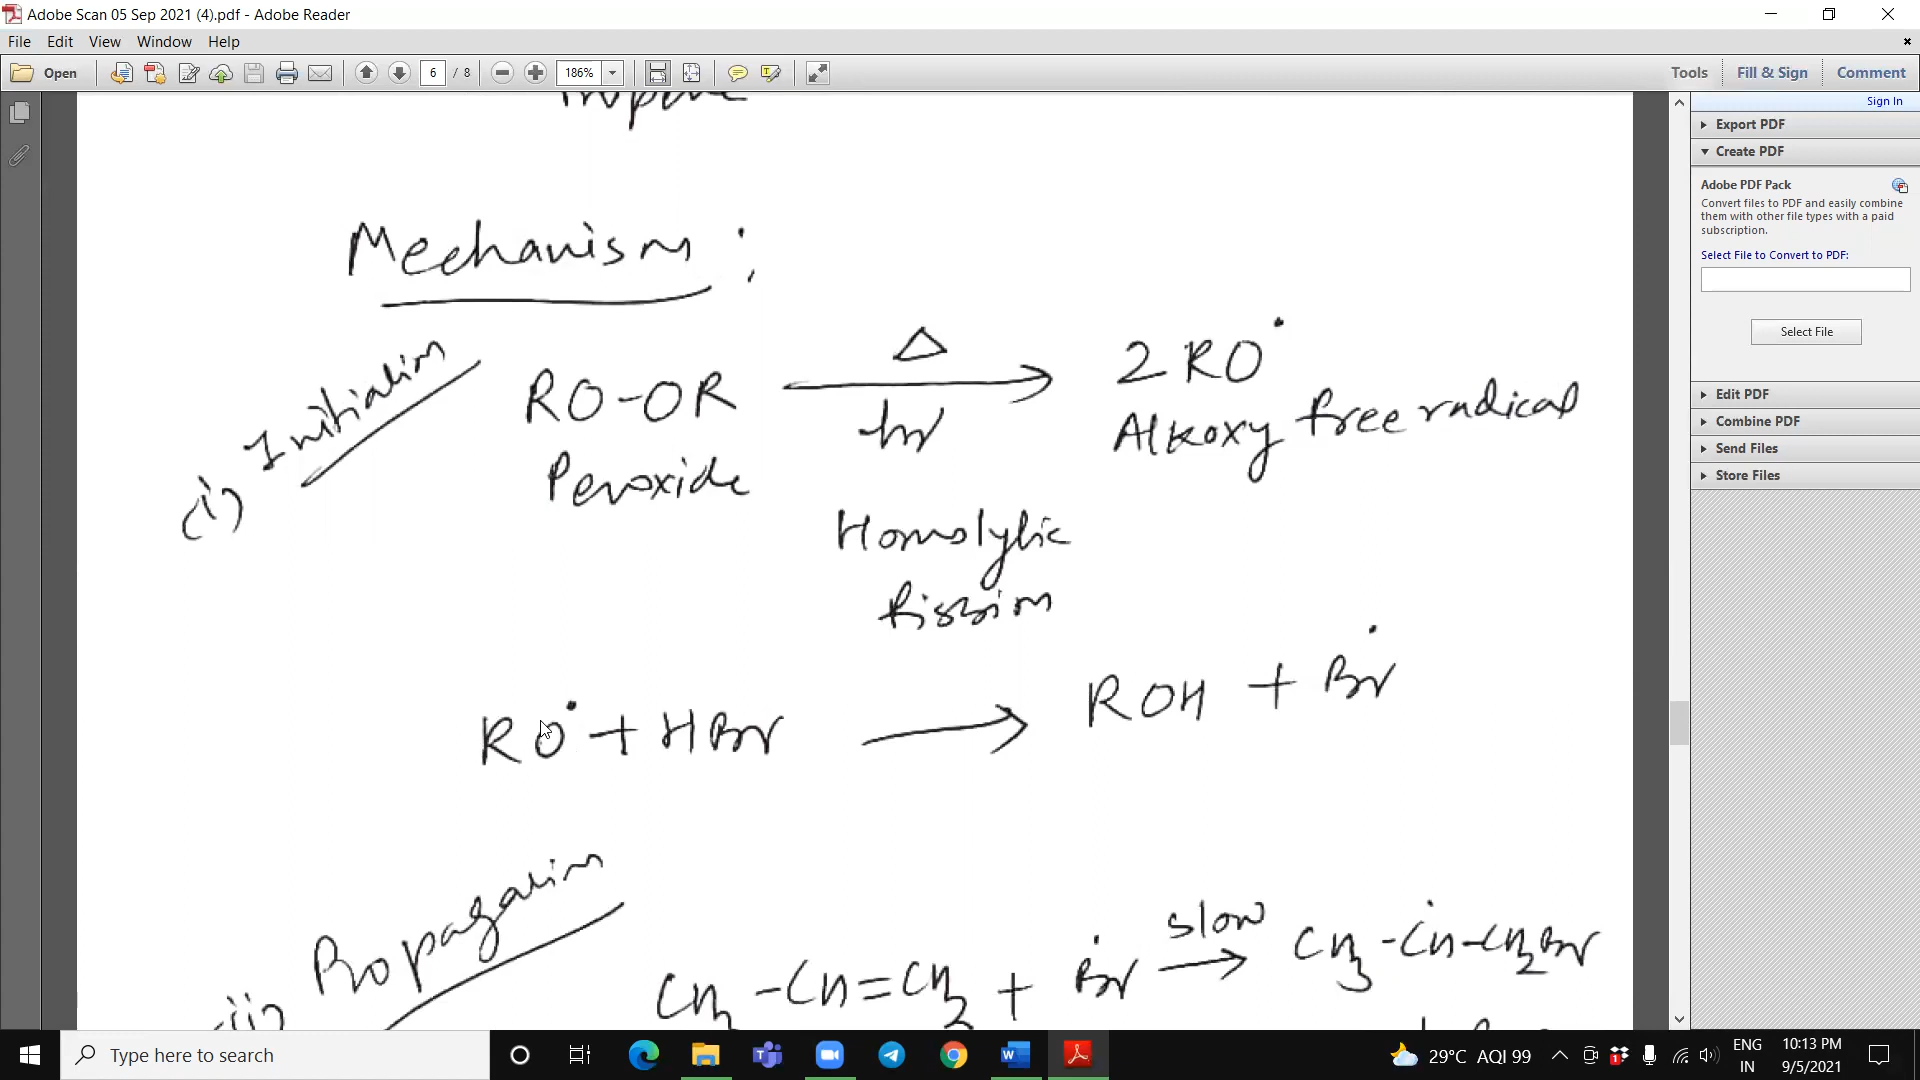 Adobe Scan 05 Sep 2021 (4).pdf - Adobe Reader
File Edit View Window Help
Open 6 / 8 186% Tools Fill & Sign Comment
Sign In
Export PDF
Create PDF
Adobe PDF Pack
Convert files to PDF and easily combine
them with other file types with a paid
subscription.
Select File to Convert to PDF:
Select File
Edit PDF
Combine PDF
Send Files
Store Files
Mechanism :
(i) Initiation
RO-OR △ hν → 2RO•
Peroxide
Alkoxy free radical
Homolytic
fission
RO• + HBr → ROH + Br•
(ii) Propagation
CH3-CH=CH2 + Br• slow → CH3-ĊH-CH2Br
Type here to search
29°C AQI 99
ENG
IN
10:13 PM
9/5/2021